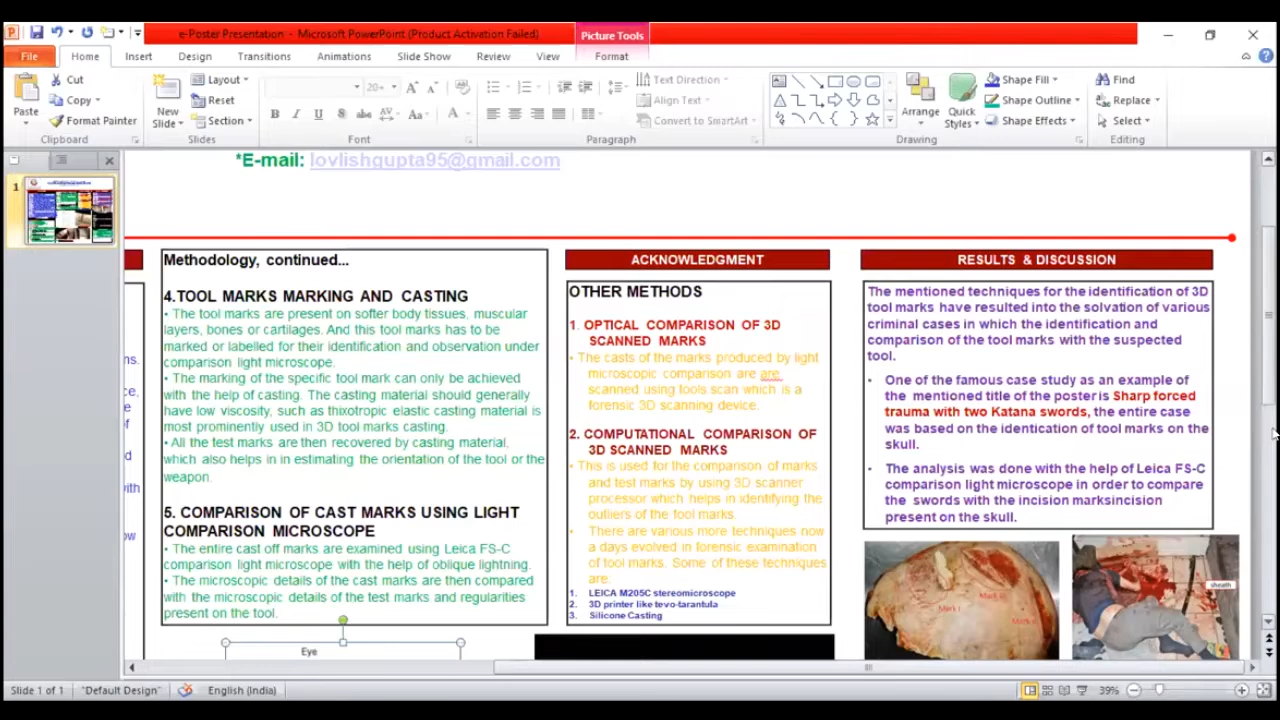 e-Poster Presentation - Microsoft PowerPoint (Product Activation Failed)
Picture Tools
File
Home
Insert
Design
Transitions
Animations
Slide Show
Review
View
Format
Cut
Copy
Format Painter
Paste
Clipboard
New
Slide
Layout
Reset
Section
Slides
20
Font
Text Direction
Align Text
Convert to SmartArt
Paragraph
Arrange
Quick
Styles
Shape Fill
Shape Outline
Shape Effects
Drawing
Find
Replace
Select
Editing
1
*E-mail: lovlishgupta95@gmail.com
Methodology, continued...
4.TOOL MARKS MARKING AND CASTING
• The tool marks are present on softer body tissues, muscular
layers, bones or cartilages. And this tool marks has to be
marked or labelled for their identification and observation under
comparison light microscope.
• The marking of the specific tool mark can only be achieved
with the help of casting. The casting material should generally
have low viscosity, such as thixotropic elastic casting material is
most prominently used in 3D tool marks casting.
• All the test marks are then recovered by casting material,
which also helps in in estimating the orientation of the tool or the
weapon.
5. COMPARISON OF CAST MARKS USING LIGHT
COMPARISON MICROSCOPE
• The entire cast off marks are examined using Leica FS-C
comparison light microscope with the help of oblique lightning.
• The microscopic details of the cast marks are then compared
with the microscopic details of the test marks and regularities
present on the tool.
Eye
ACKNOWLEDGMENT
OTHER METHODS
1. OPTICAL COMPARISON OF 3D
SCANNED MARKS
• The casts of the marks produced by light
microscopic comparison are are
scanned using tools scan which is a
forensic 3D scanning device.
2. COMPUTATIONAL COMPARISON OF
3D SCANNED MARKS
• This is used for the comparison of marks
and test marks by using 3D scanner
processor which helps in identifying the
outliers of the tool marks.
• There are various more techniques now
a days evolved in forensic examination
of tool marks. Some of these techniques
are.
1. LEICA M205C stereomicroscope
2. 3D printer like tevo-tarantula
3. Silicone Casting
RESULTS & DISCUSSION
The mentioned techniques for the identification of 3D
tool marks have resulted into the solvation of various
criminal cases in which the identification and
comparison of the tool marks with the suspected
tool.
• One of the famous case study as an example of
the mentioned title of the poster is Sharp forced
trauma with two Katana swords, the entire case
was based on the identication of tool marks on the
skull.
• The analysis was done with the help of Leica FS-C
comparison light microscope in order to compare
the swords with the incision marksincision
present on the skull.
Mark I
Mark III
sheath
Slide 1 of 1
"Default Design"
English (India)
39%